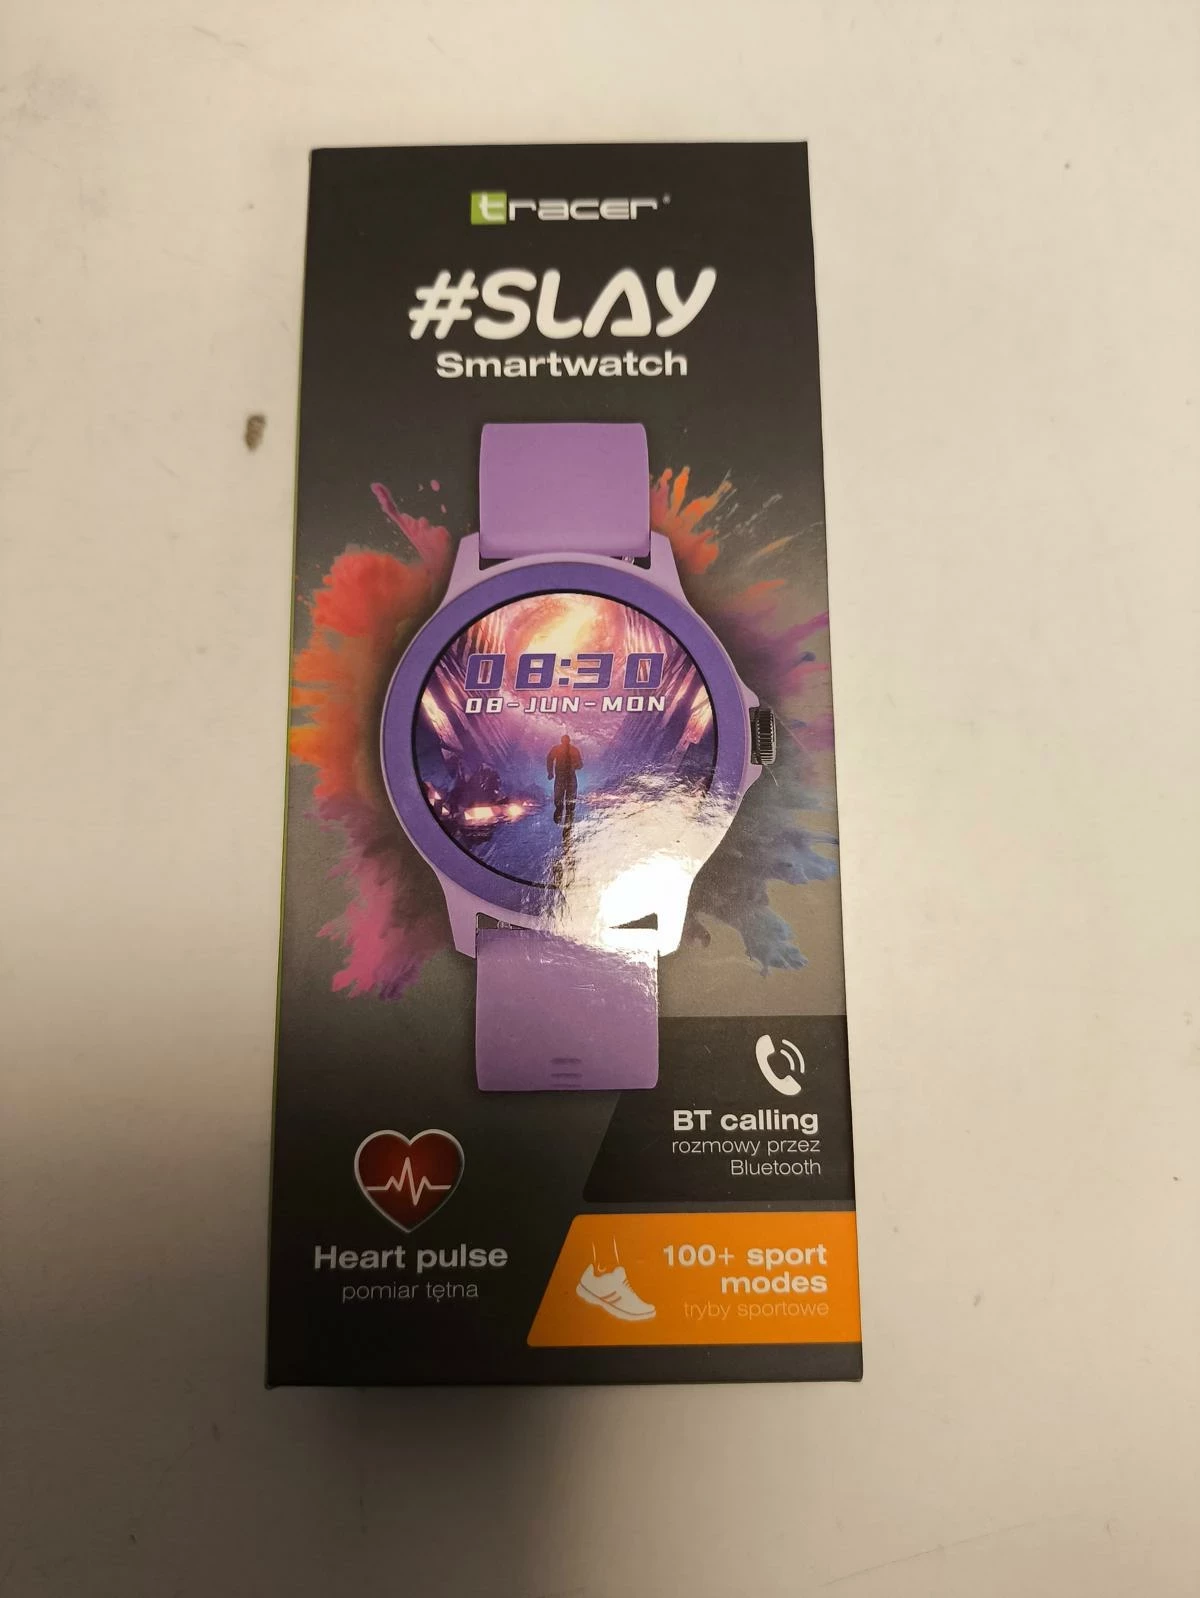 tracer®
#SLAY
Smartwatch
08:30
08-JUN-MON
BT calling
rozmowy przez
Bluetooth
Heart pulse
pomiar tętna
100+ sport
modes
tryby sportowe